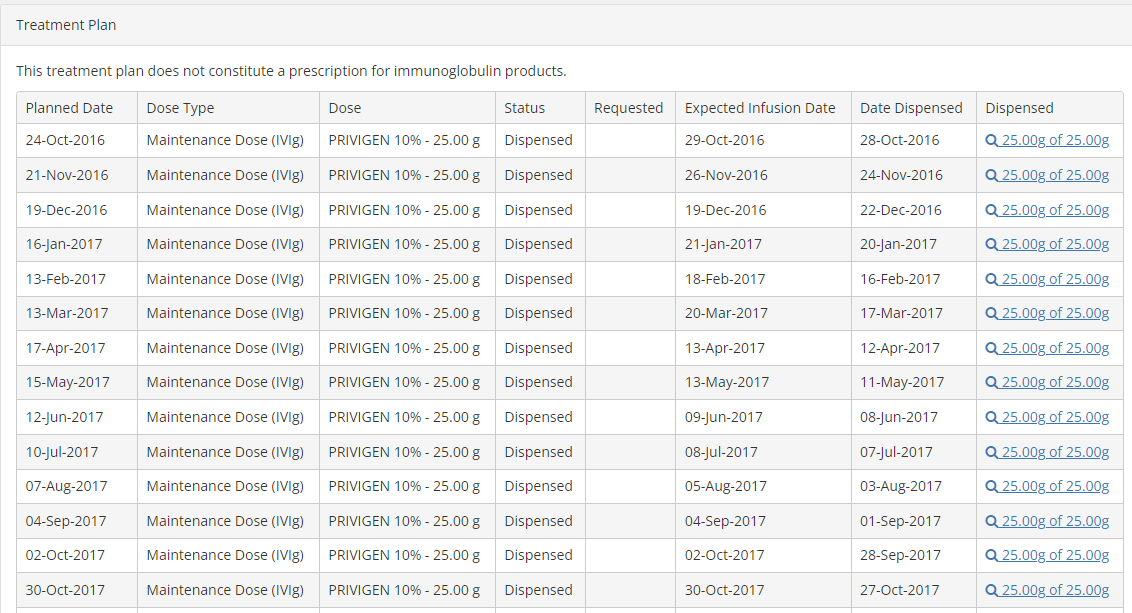 Treatment Plan
This treatment plan does not constitute a prescription for immunoglobulin products.
Planned Date Dose Type Dose Status Requested Expected Infusion Date Date Dispensed Dispensed
24-Oct-2016 Maintenance Dose (IVIg) PRIVIGEN 10% - 25.00 g Dispensed 29-Oct-2016 28-Oct-2016 25.00g of 25.00g
21-Nov-2016 Maintenance Dose (IVIg) PRIVIGEN 10% - 25.00 g Dispensed 26-Nov-2016 24-Nov-2016 25.00g of 25.00g
19-Dec-2016 Maintenance Dose (IVIg) PRIVIGEN 10% - 25.00 g Dispensed 19-Dec-2016 22-Dec-2016 25.00g of 25.00g
16-Jan-2017 Maintenance Dose (IVIg) PRIVIGEN 10% - 25.00 g Dispensed 21-Jan-2017 20-Jan-2017 25.00g of 25.00g
13-Feb-2017 Maintenance Dose (IVIg) PRIVIGEN 10% - 25.00 g Dispensed 18-Feb-2017 16-Feb-2017 25.00g of 25.00g
13-Mar-2017 Maintenance Dose (IVIg) PRIVIGEN 10% - 25.00 g Dispensed 20-Mar-2017 17-Mar-2017 25.00g of 25.00g
17-Apr-2017 Maintenance Dose (IVIg) PRIVIGEN 10% - 25.00 g Dispensed 13-Apr-2017 12-Apr-2017 25.00g of 25.00g
15-May-2017 Maintenance Dose (IVIg) PRIVIGEN 10% - 25.00 g Dispensed 13-May-2017 11-May-2017 25.00g of 25.00g
12-Jun-2017 Maintenance Dose (IVIg) PRIVIGEN 10% - 25.00 g Dispensed 09-Jun-2017 08-Jun-2017 25.00g of 25.00g
10-Jul-2017 Maintenance Dose (IVIg) PRIVIGEN 10% - 25.00 g Dispensed 08-Jul-2017 07-Jul-2017 25.00g of 25.00g
07-Aug-2017 Maintenance Dose (IVIg) PRIVIGEN 10% - 25.00 g Dispensed 05-Aug-2017 03-Aug-2017 25.00g of 25.00g
04-Sep-2017 Maintenance Dose (IVIg) PRIVIGEN 10% - 25.00 g Dispensed 04-Sep-2017 01-Sep-2017 25.00g of 25.00g
02-Oct-2017 Maintenance Dose (IVIg) PRIVIGEN 10% - 25.00 g Dispensed 02-Oct-2017 28-Sep-2017 25.00g of 25.00g
30-Oct-2017 Maintenance Dose (IVIg) PRIVIGEN 10% - 25.00 g Dispensed 30-Oct-2017 27-Oct-2017 25.00g of 25.00g